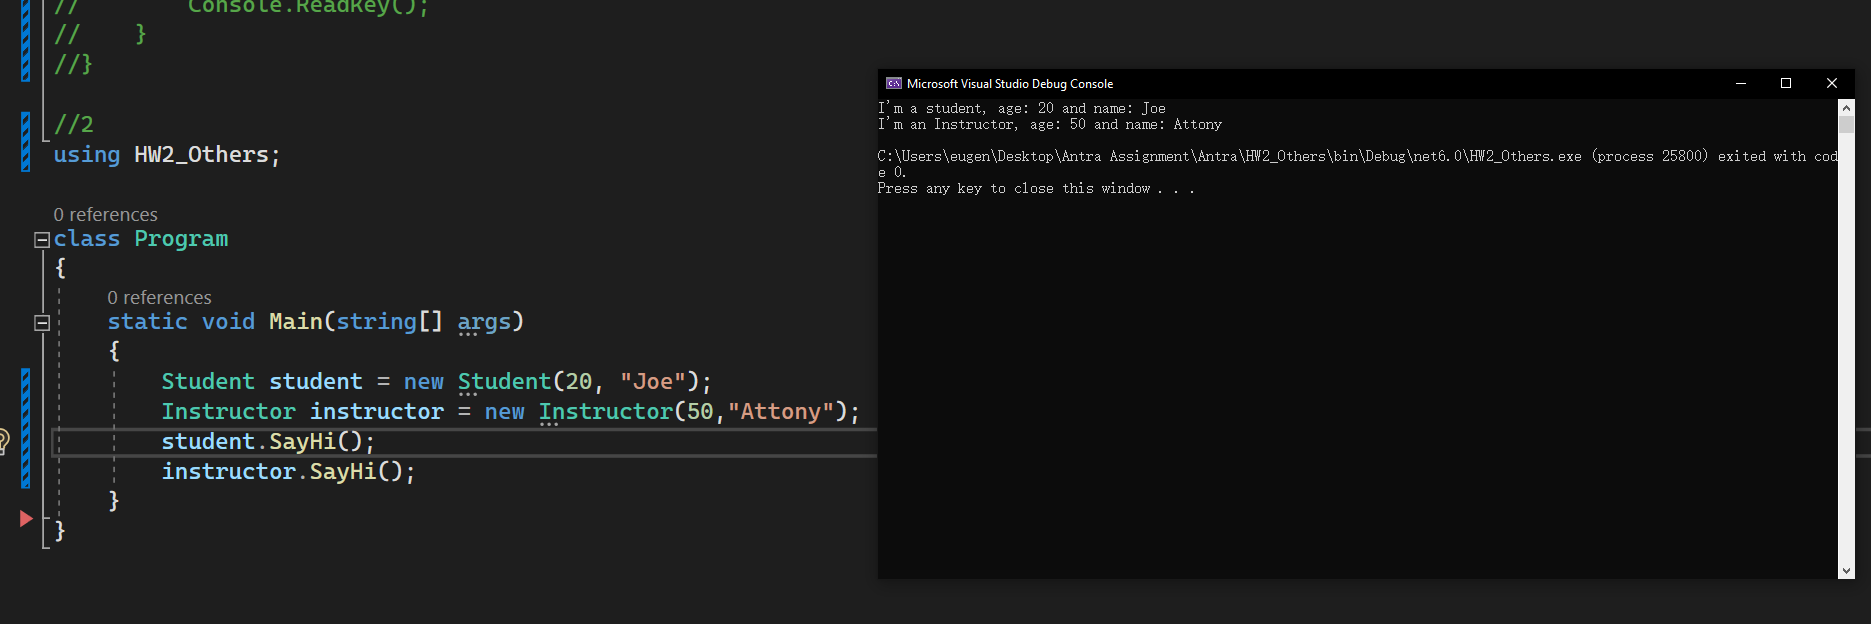 //        Console.ReadKey();
//    }
//}
//2
using HW2_Others;
0 references
class Program
{
0 references
static void Main(string[] args)
{
Student student = new Student(20, "Joe");
Instructor instructor = new Instructor(50,"Attony");
student.SayHi();
instructor.SayHi();
}
}
Microsoft Visual Studio Debug Console
I'm a student, age: 20 and name: Joe
I'm an Instructor, age: 50 and name: Attony
C:\Users\eugen\Desktop\Antra Assignment\Antra\HW2_Others\bin\Debug\net6.0\HW2_Others.exe (process 25800) exited with cod
e 0.
Press any key to close this window . . .